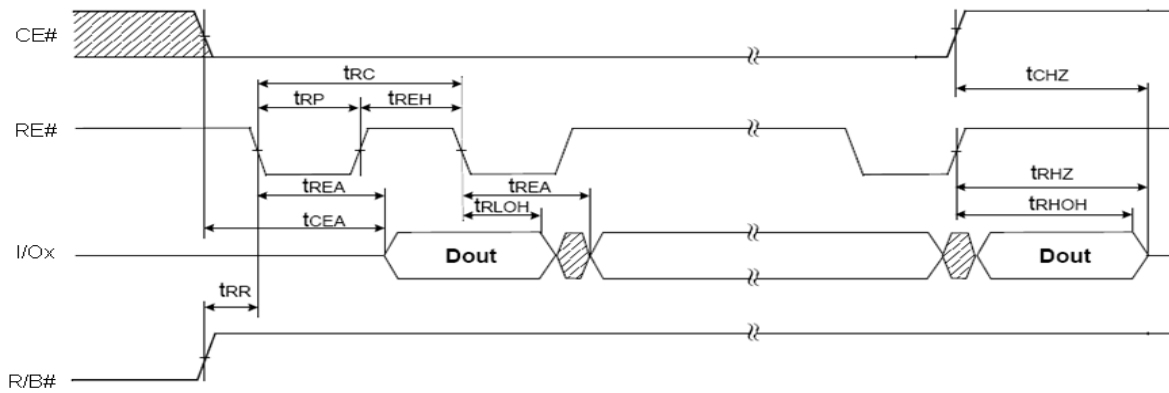 CE#
tRC
tCHZ
tRP
tREH
RE#
tREA
tREA
tRHZ
tCEA
tRLOH
tRHOH
I/Ox
Dout
Dout
tRR
R/B#